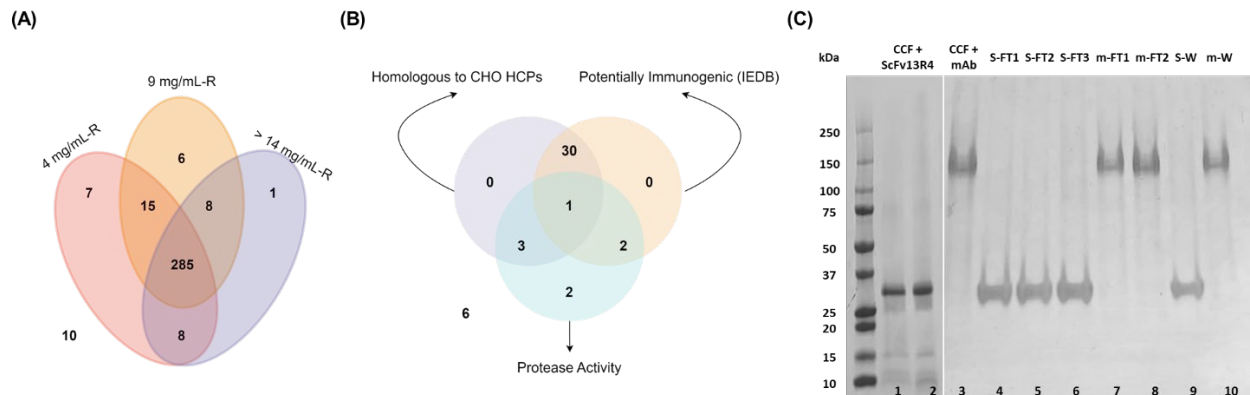 (A)
9 mg/mL-R
4 mg/mL-R
> 14 mg/mL-R
6
7
1
15
8
285
10
8
(B)
Homologous to CHO HCPs
Potentially Immunogenic (IEDB)
30
0
0
1
3
2
2
6
Protease Activity
(C)
kDa
CCF +
ScFv13R4
CCF +
mAb
S-FT1
S-FT2
S-FT3
m-FT1
m-FT2
S-W
m-W
250
150
100
75
50
37
25
20
15
10
1 2 3 4 5 6 7 8 9 10